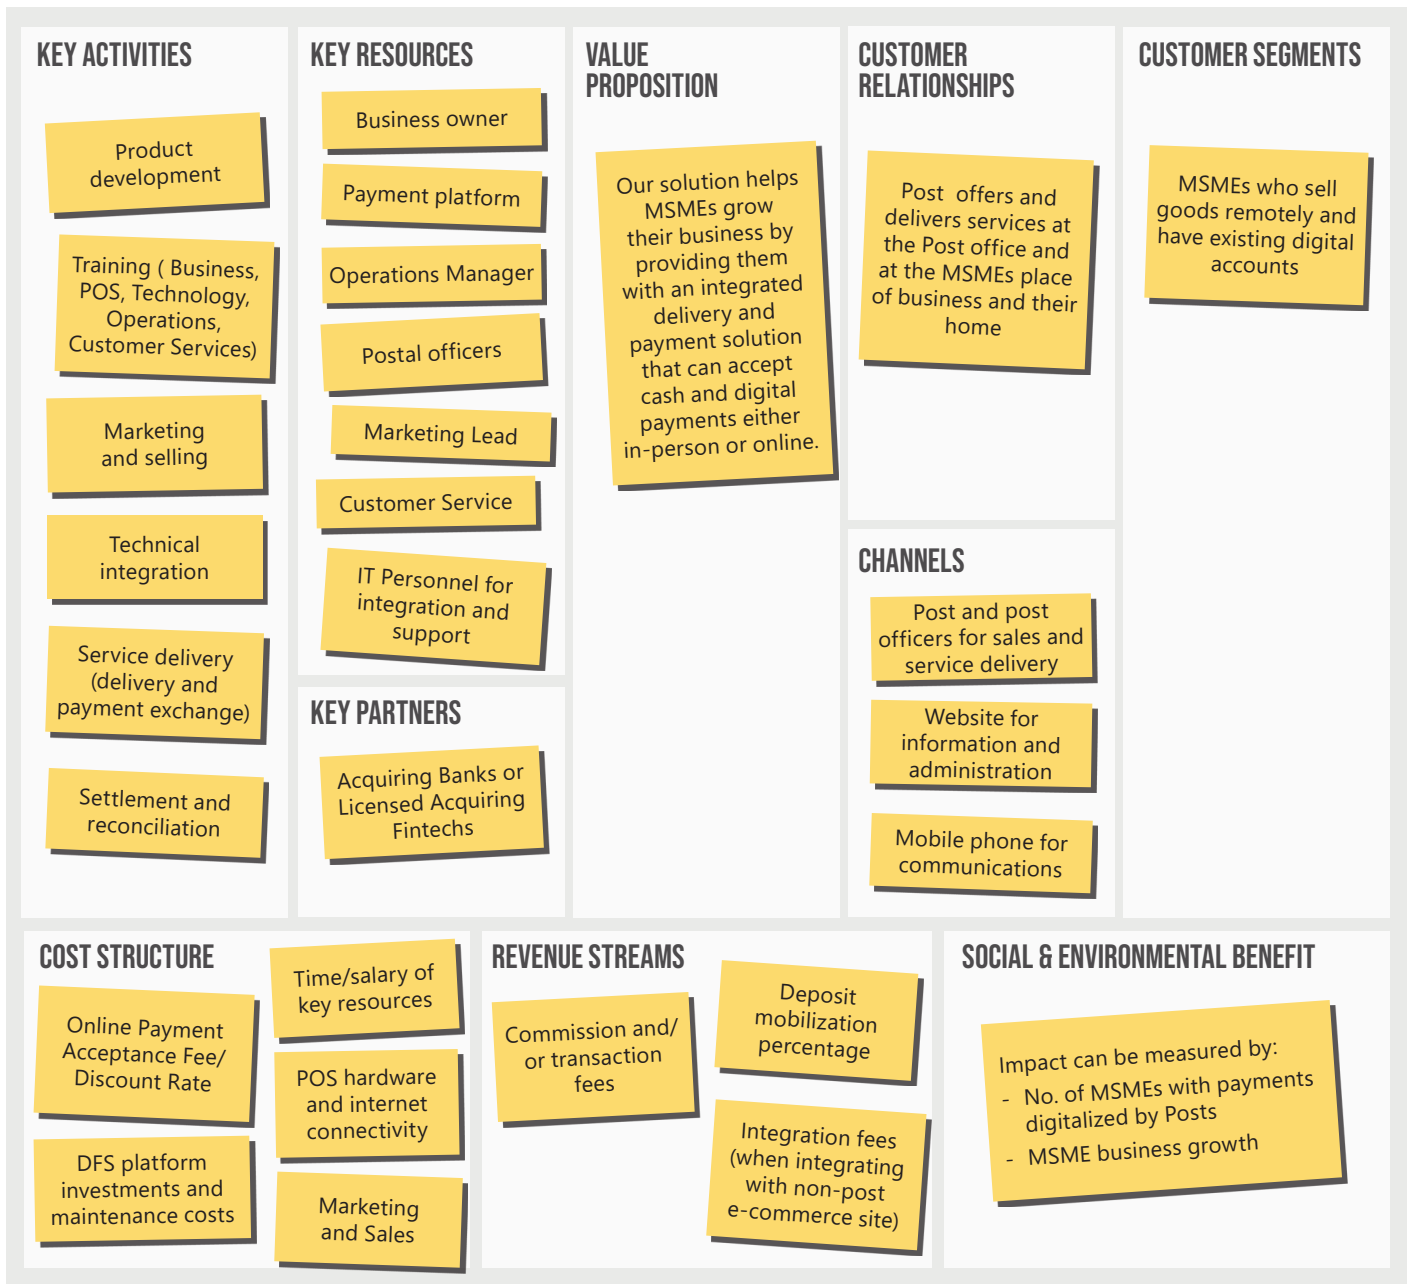 KEY ACTIVITIES
Product
development
Training ( Business,
POS, Technology,
Operations,
Customer Services)
Marketing
and selling
Technical
integration
Service delivery
(delivery and
payment exchange)
Settlement and
reconciliation
KEY RESOURCES
Business owner
Payment platform
Operations Manager
Postal officers
Marketing Lead
Customer Service
IT Personnel for
integration and
support
KEY PARTNERS
Acquiring Banks or
Licensed Acquiring
Fintechs
VALUE
PROPOSITION
Our solution helps
MSMEs grow
their business by
providing them
with an integrated
delivery and
payment solution
that can accept
cash and digital
payments either
in-person or online.
CUSTOMER
RELATIONSHIPS
Post offers and
delivers services at
the Post office and
at the MSMEs place
of business and their
home
CHANNELS
Post and post
officers for sales and
service delivery
Website for
information and
administration
Mobile phone for
communications
CUSTOMER SEGMENTS
MSMEs who sell
goods remotely and
have existing digital
accounts
COST STRUCTURE
Online Payment
Acceptance Fee/
Discount Rate
DFS platform
investments and
maintenance costs
Time/salary of
key resources
POS hardware
and internet
connectivity
Marketing
and Sales
REVENUE STREAMS
Commission and/
or transaction
fees
Deposit
mobilization
percentage
Integration fees
(when integrating
with non-post
e-commerce site)
SOCIAL & ENVIRONMENTAL BENEFIT
Impact can be measured by:
- No. of MSMEs with payments
digitalized by Posts
- MSME business growth